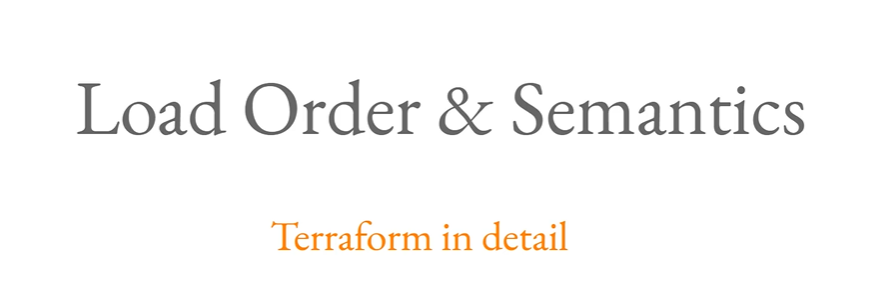 Load Order & Semantics
Terraform in detail